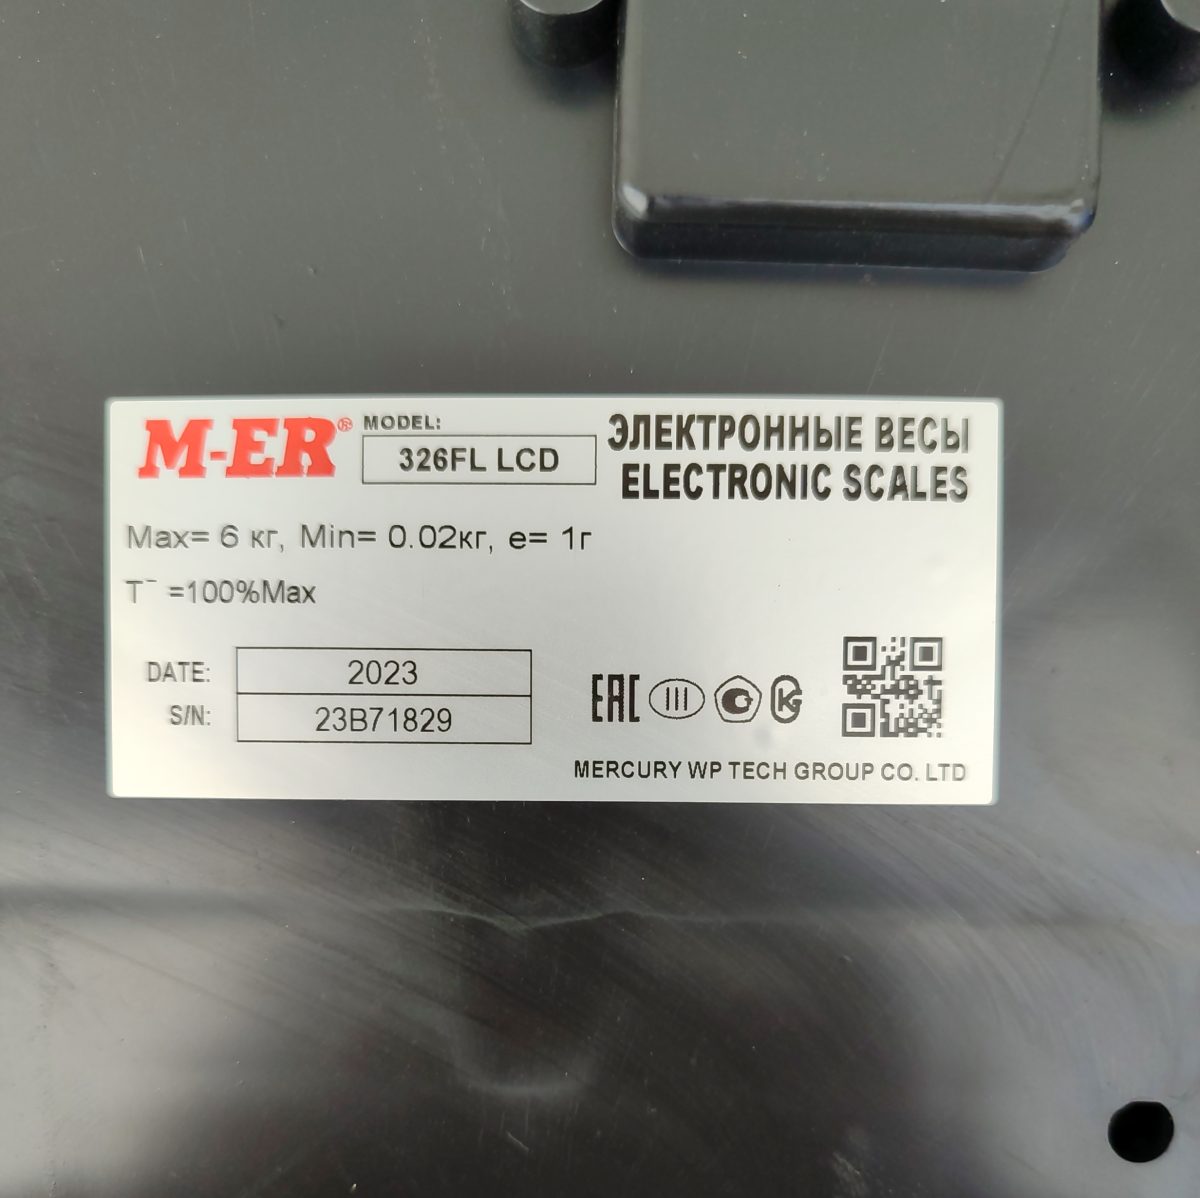 M-ER® MODEL: 326FL LCD
ЭЛЕКТРОННЫЕ ВЕСЫ
ELECTRONIC SCALES
Max= 6 кг, Min= 0.02кг, e= 1г
T⁻ =100%Max
DATE: 2023
S/N: 23B71829
EAC III
MERCURY WP TECH GROUP CO. LTD